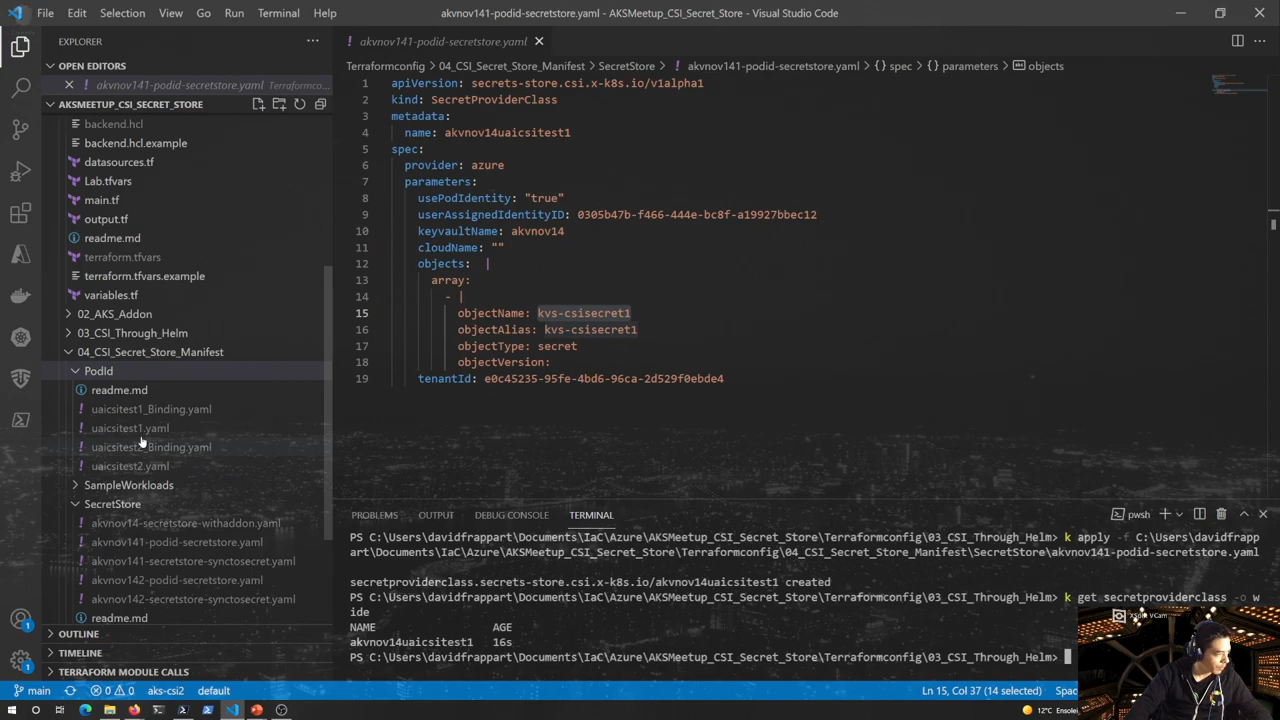 File Edit Selection View Go Run Terminal Help
akvnov141-podid-secretstore.yaml - AKSMeetup_CSI_Secret_Store - Visual Studio Code
EXPLORER
OPEN EDITORS
! akvnov141-podid-secretstore.yaml Terraformco...
AKSMEETUP_CSI_SECRET_STORE
backend.hcl
backend.hcl.example
datasources.tf
Lab.tfvars
main.tf
output.tf
readme.md
terraform.tfvars
terraform.tfvars.example
variables.tf
02_AKS_Addon
03_CSI_Through_Helm
04_CSI_Secret_Store_Manifest
PodId
readme.md
! uaicsitest1_Binding.yaml
! uaicsitest1.yaml
! uaicsitest2_Binding.yaml
! uaicsitest2.yaml
SampleWorkloads
SecretStore
! akvnov14-secretstore-withaddon.yaml
! akvnov141-podid-secretstore.yaml
! akvnov141-secretstore-synctosecret.yaml
! akvnov142-podid-secretstore.yaml
! akvnov142-secretstore-synctosecret.yaml
readme.md
OUTLINE
TIMELINE
TERRAFORM MODULE CALLS
! akvnov141-podid-secretstore.yaml
Terraformconfig > 04_CSI_Secret_Store_Manifest > SecretStore > ! akvnov141-podid-secretstore.yaml > {} spec > {} parameters > objects
1 apiVersion: secrets-store.csi.x-k8s.io/v1alpha1
2 kind: SecretProviderClass
3 metadata:
4 name: akvnov14uaicsitest1
5 spec:
6 provider: azure
7 parameters:
8 usePodIdentity: "true"
9 userAssignedIdentityID: 0305b47b-f466-444e-bc8f-a19927bbec12
10 keyvaultName: akvnov14
11 cloudName: ""
12 objects: |
13 array:
14 - |
15 objectName: kvs-csisecret1
16 objectAlias: kvs-csisecret1
17 objectType: secret
18 objectVersion:
19 tenantId: e0c45235-95fe-4bd6-96ca-2d529f0ebde4
PROBLEMS OUTPUT DEBUG CONSOLE TERMINAL
pwsh
PS C:\Users\davidfrappart\Documents\IaC\Azure\AKSMeetup_CSI_Secret_Store\Terraformconfig\03_CSI_Through_Helm> k apply -f C:\Users\davidfrapp
art\Documents\IaC\Azure\AKSMeetup_CSI_Secret_Store\Terraformconfig\04_CSI_Secret_Store_Manifest\SecretStore\akvnov141-podid-secretstore.yaml
secretproviderclass.secrets-store.csi.x-k8s.io/akvnov14uaicsitest1 created
PS C:\Users\davidfrappart\Documents\IaC\Azure\AKSMeetup_CSI_Secret_Store\Terraformconfig\03_CSI_Through_Helm> k get secretproviderclass -o w
ide
NAME AGE
akvnov14uaicsitest1 16s
PS C:\Users\davidfrappart\Documents\IaC\Azure\AKSMeetup_CSI_Secret_Store\Terraformconfig\03_CSI_Through_Helm>
XSplit VCam
main 0 0 aks-csi2 default
Ln 15, Col 37 (14 selected) Spac
12°C Ensolei